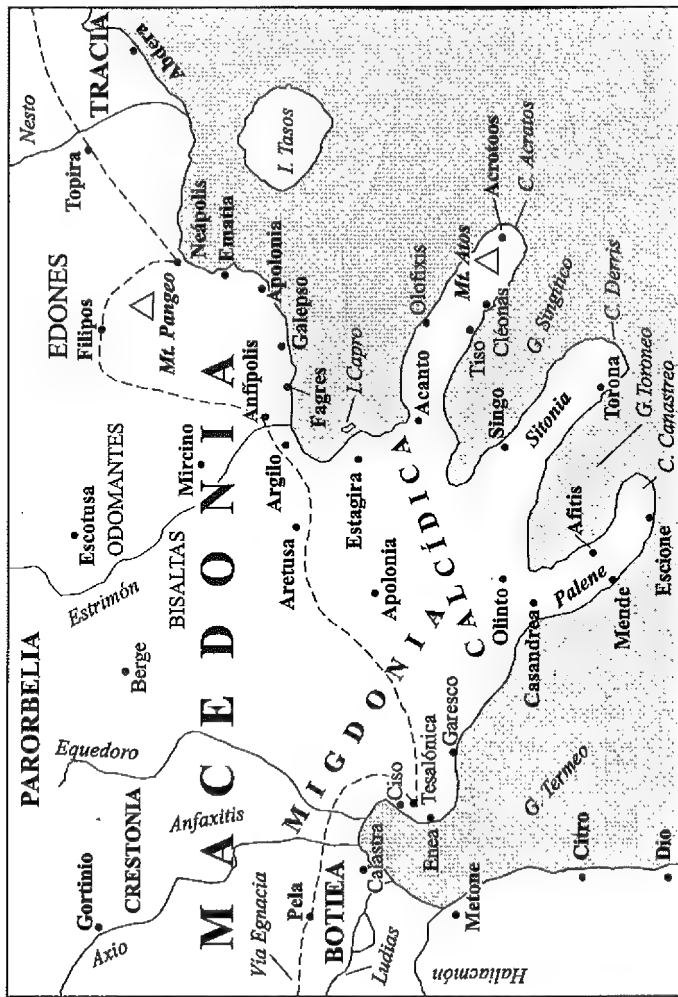 PARORBELIA
EDONES
TRACIA
Nesto
Topira
Abdera
Gortinio
Axio
CRESTONIA
Equedoro
Berge
Estrimón
Escotusa
ODOMANTES
BISALTAS
Mircino
Filipos
Mt. Pangeo
Neápolis
Ematia
Apolonia
Galepso
I. Tasos
Anfaxitis
MACEDONIA
Anfípolis
Fagres
Argilo
Aretusa
I. Capro
Estagira
Vía Egnacia
Pela
MIGDONIA
Apolonia
CALCÍDICA
Acanto
Olofixis
Mt. Atos
Acrotoos
C. Acratos
BOTIEA
Calastra
Ludias
Ciso
Tesalónica
Enea
Garesco
Tiso
Cleonas
G. Singítico
Singo
Sitonia
C. Derris
Torona
G. Toroneo
C. Canastreo
Olinto
Casandrea
Afitis
Palene
Mende
Escione
Haliacmón
Metone
G. Termeo
Citro
Dio